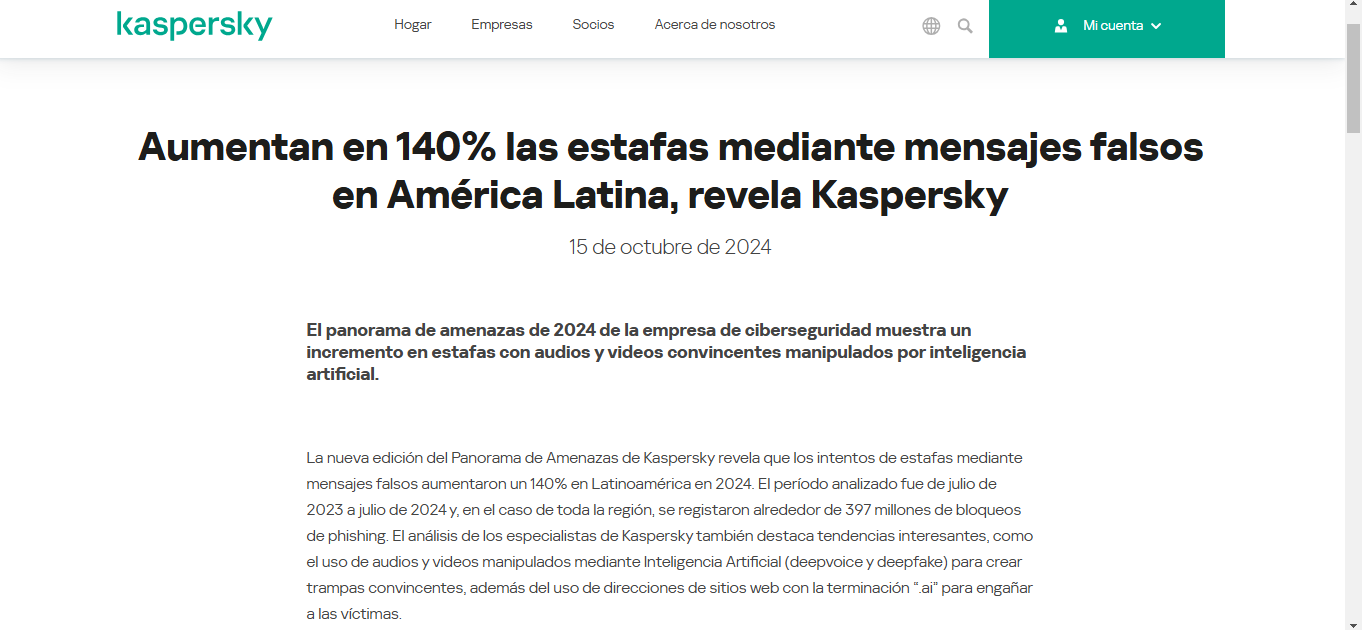 kaspersky
Hogar Empresas Socios Acerca de nosotros Mi cuenta
Aumentan en 140% las estafas mediante mensajes falsos
en América Latina, revela Kaspersky
15 de octubre de 2024
El panorama de amenazas de 2024 de la empresa de ciberseguridad muestra un
incremento en estafas con audios y videos convincentes manipulados por inteligencia
artificial.
La nueva edición del Panorama de Amenazas de Kaspersky revela que los intentos de estafas mediante
mensajes falsos aumentaron un 140% en Latinoamérica en 2024. El período analizado fue de julio de
2023 a julio de 2024 y, en el caso de toda la región, se registraron alrededor de 397 millones de bloqueos
de phishing. El análisis de los especialistas de Kaspersky también destaca tendencias interesantes, como
el uso de audios y videos manipulados mediante Inteligencia Artificial (deepvoice y deepfake) para crear
trampas convincentes, además del uso de direcciones de sitios web con la terminación “.ai” para engañar
a las víctimas.